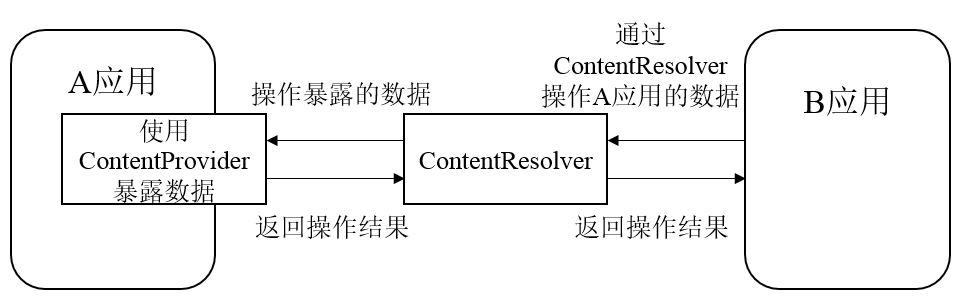 A应用
使用
ContentProvider
暴露数据
操作暴露的数据
返回操作结果
ContentResolver
通过
ContentResolver
操作A应用的数据
返回操作结果
B应用